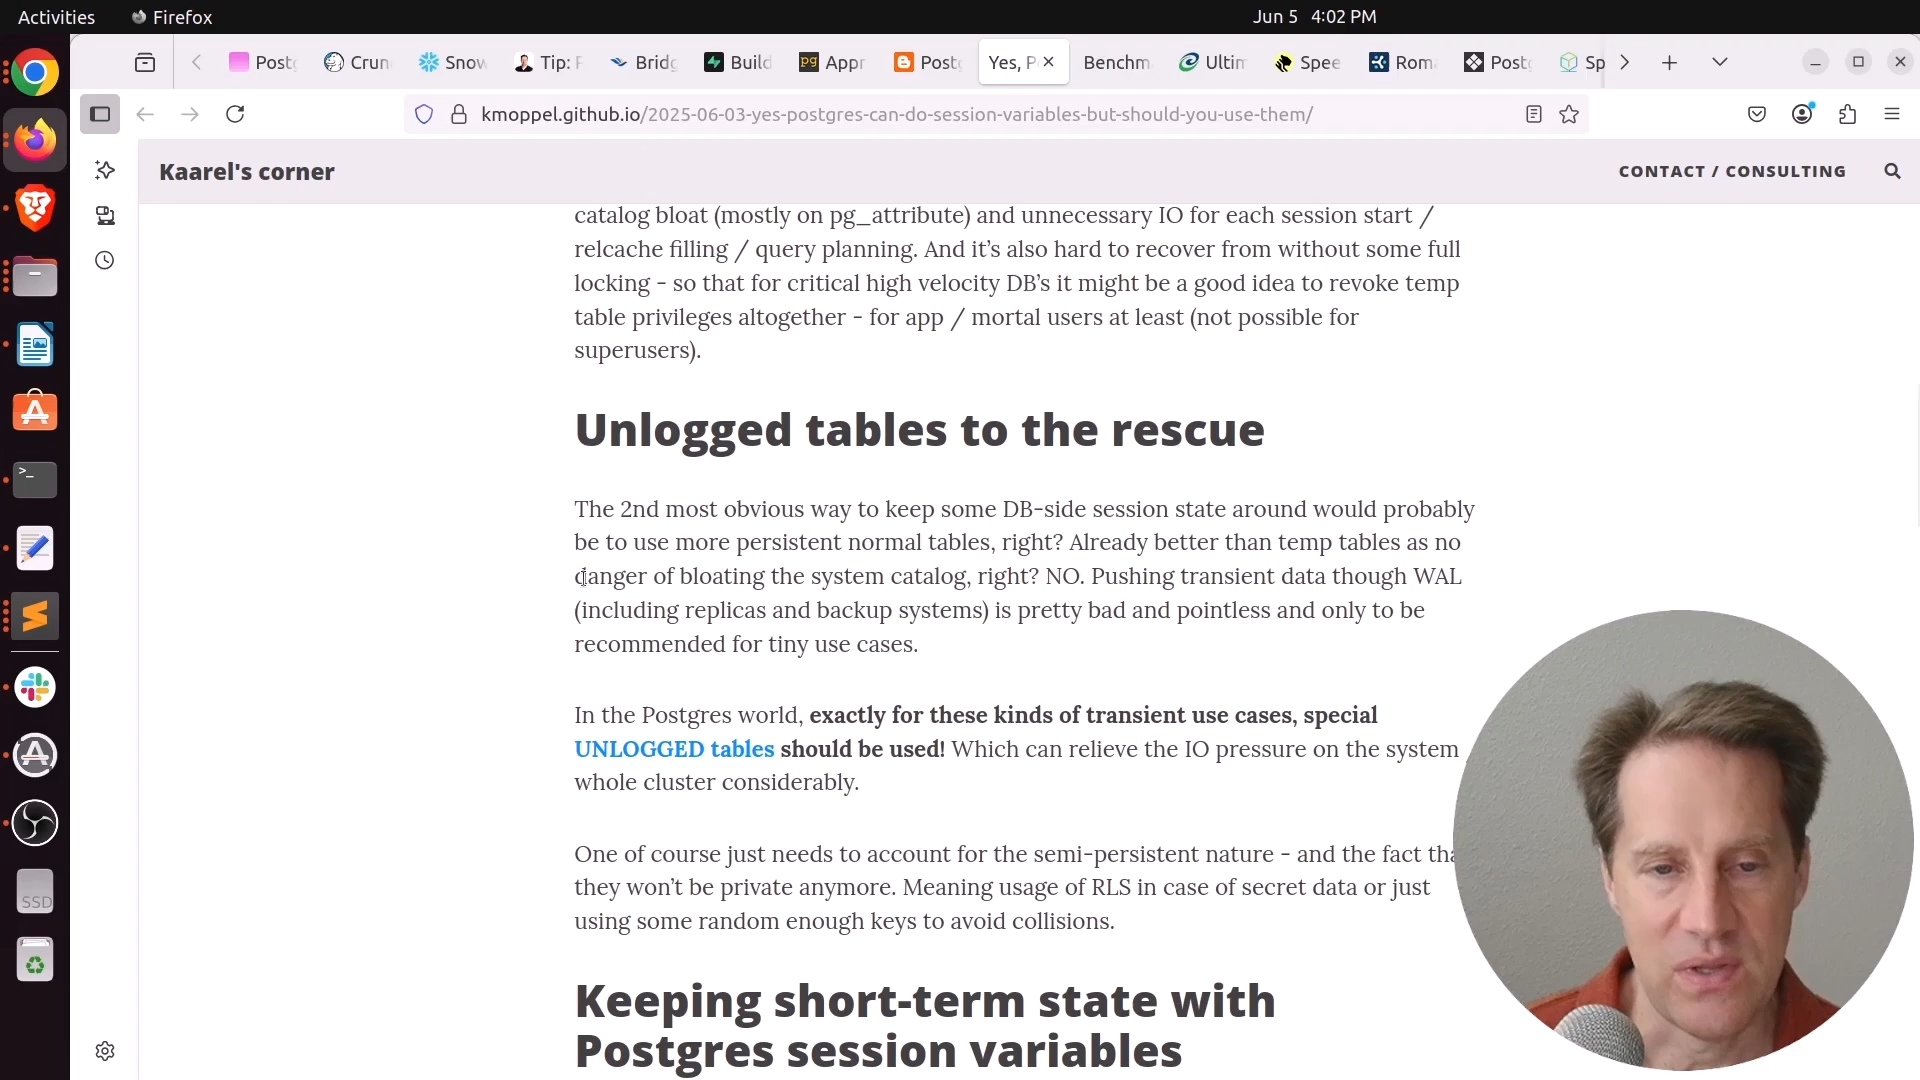 Activities
Firefox
Jun 5 4:02 PM
Postg
Crun
Snow
Tip: F
Bridg
Build
Appr
Postg
Yes, P
Benchm
Ultim
Spee
Rom
Postg
Sp
kmoppel.github.io/2025-06-03-yes-postgres-can-do-session-variables-but-should-you-use-them/
Kaarel's corner
CONTACT / CONSULTING
catalog bloat (mostly on pg_attribute) and unnecessary IO for each session start /
relcache filling / query planning. And it’s also hard to recover from without some full
locking - so that for critical high velocity DB’s it might be a good idea to revoke temp
table privileges altogether - for app / mortal users at least (not possible for
superusers).
Unlogged tables to the rescue
The 2nd most obvious way to keep some DB-side session state around would probably
be to use more persistent normal tables, right? Already better than temp tables as no
danger of bloating the system catalog, right? NO. Pushing transient data though WAL
(including replicas and backup systems) is pretty bad and pointless and only to be
recommended for tiny use cases.
In the Postgres world, exactly for these kinds of transient use cases, special
UNLOGGED tables should be used! Which can relieve the IO pressure on the system
whole cluster considerably.
One of course just needs to account for the semi-persistent nature - and the fact tha
they won’t be private anymore. Meaning usage of RLS in case of secret data or just
using some random enough keys to avoid collisions.
Keeping short-term state with
Postgres session variables
SSD